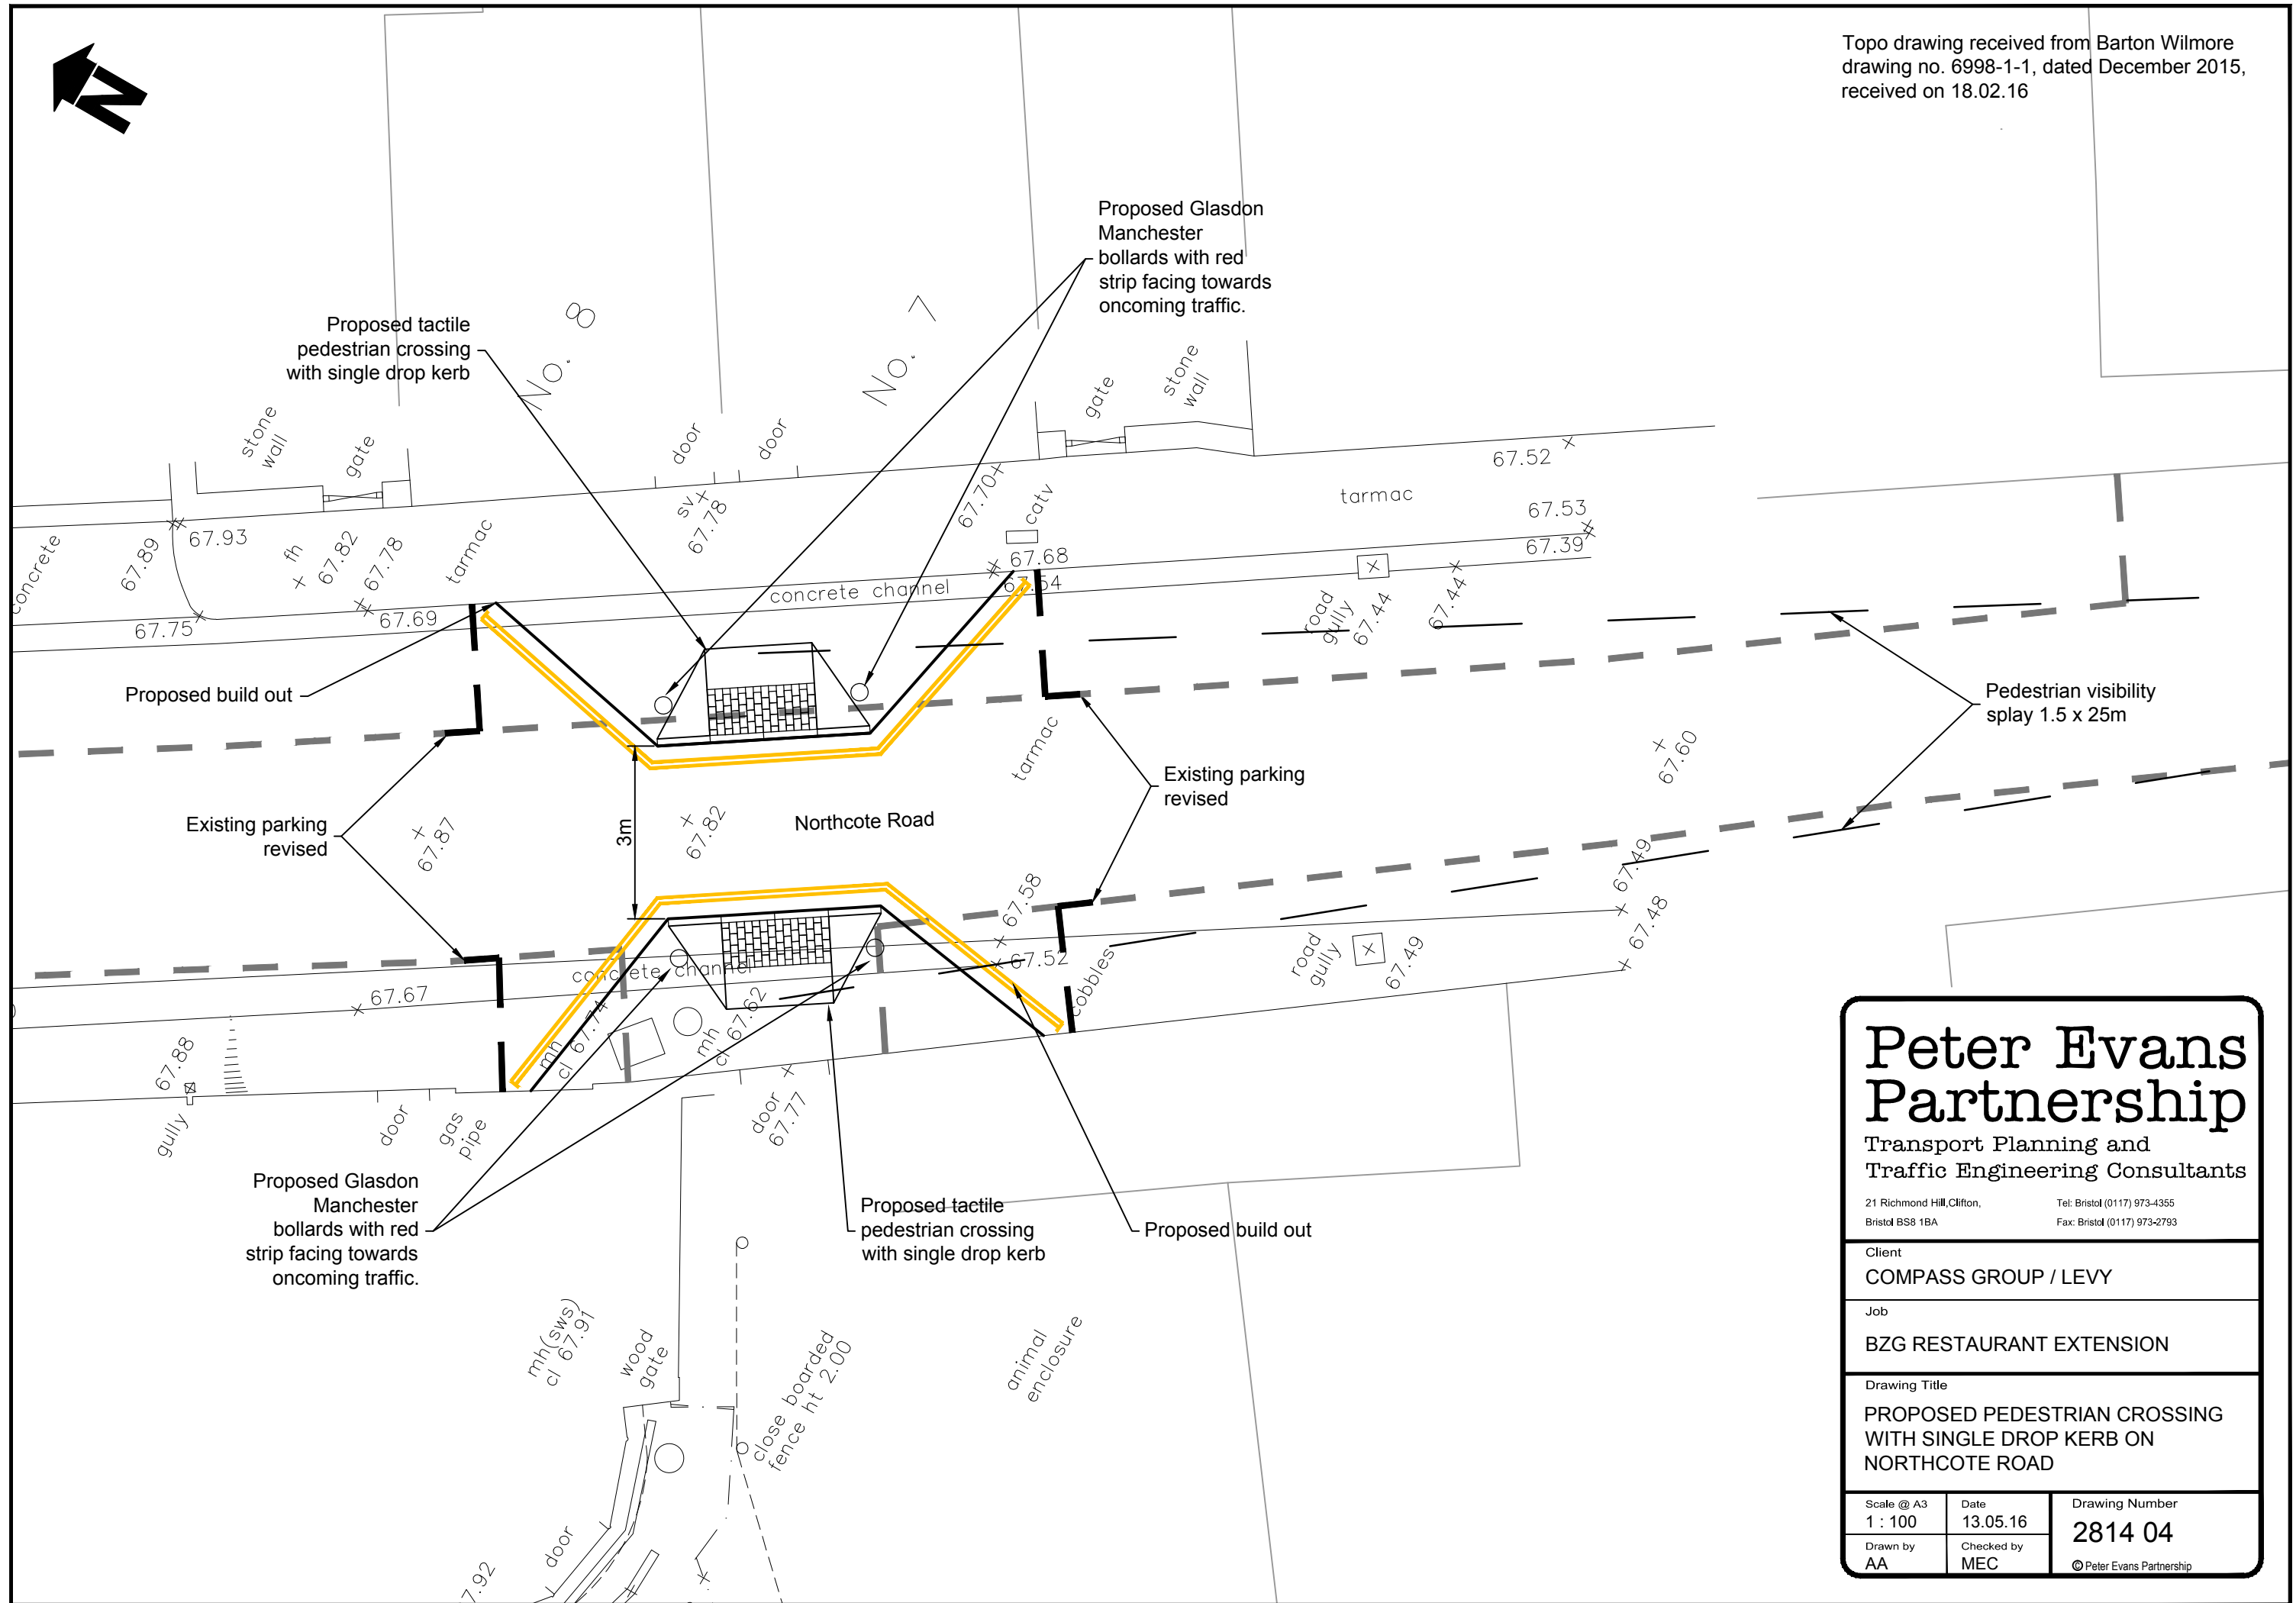 N
Topo drawing received from Barton Wilmore
drawing no. 6998-1-1, dated December 2015,
received on 18.02.16
Proposed Glasdon
Manchester
bollards with red
strip facing towards
oncoming traffic.
Proposed tactile
pedestrian crossing
with single drop kerb
No. 8
No. 7
stone
wall
gate
door
door
gate
stone
wall
67.52
tarmac
67.53
67.39
concrete
67.89
67.93
fh
67.82
67.78
tarmac
sv
67.78
67.70
catv
67.68
67.54
concrete channel
67.75
67.69
road
gully
67.44
67.44
Proposed build out
Pedestrian visibility
splay 1.5 x 25m
tarmac
67.60
Existing parking
revised
Existing parking
revised
67.87
3m
67.82
Northcote Road
67.49
67.48
67.58
67.52
cobbles
road
gully
67.49
concrete channel
67.67
67.88
gully
mh
cl 67.74
mh
cl 67.62
door
gas
pipe
door
67.77
Proposed Glasdon
Manchester
bollards with red
strip facing towards
oncoming traffic.
Proposed tactile
pedestrian crossing
with single drop kerb
Proposed build out
mh(sws)
cl 67.91
wood
gate
close boarded
fence ht 2.00
animal
enclosure
door
7.92
Peter Evans
Partnership
Transport Planning and
Traffic Engineering Consultants
21 Richmond Hill,Clifton,
Tel: Bristol (0117) 973-4355
Bristol BS8 1BA
Fax: Bristol (0117) 973-2793
Client
COMPASS GROUP / LEVY
Job
BZG RESTAURANT EXTENSION
Drawing Title
PROPOSED PEDESTRIAN CROSSING
WITH SINGLE DROP KERB ON
NORTHCOTE ROAD
Scale @ A3
1 : 100
Date
13.05.16
Drawing Number
2814 04
Drawn by
AA
Checked by
MEC
© Peter Evans Partnership